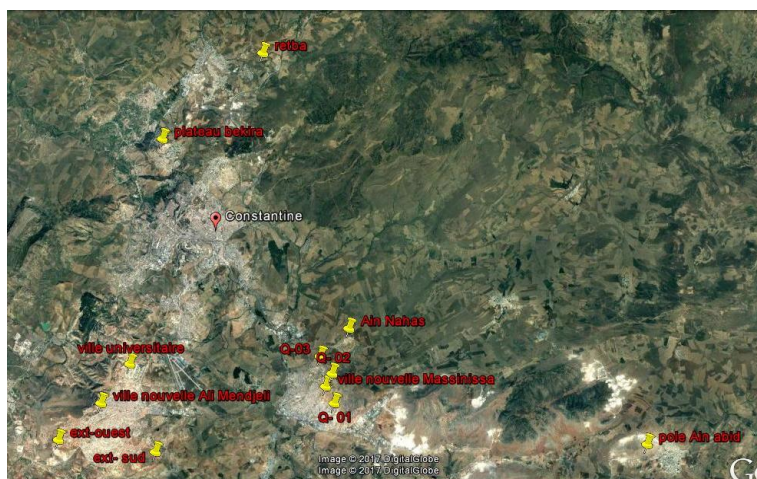 retba
plateau bekira
Constantine
Ain Nahas
ville universitaire
Q-03
Q- 02
ville nouvelle Massinissa
ville nouvelle Ali Mendjeli
Q- 01
ext-ouest
ext- sud
pole Ain abid
Image © 2017 DigitalGlobe
Image © 2017 DigitalGlobe
Go